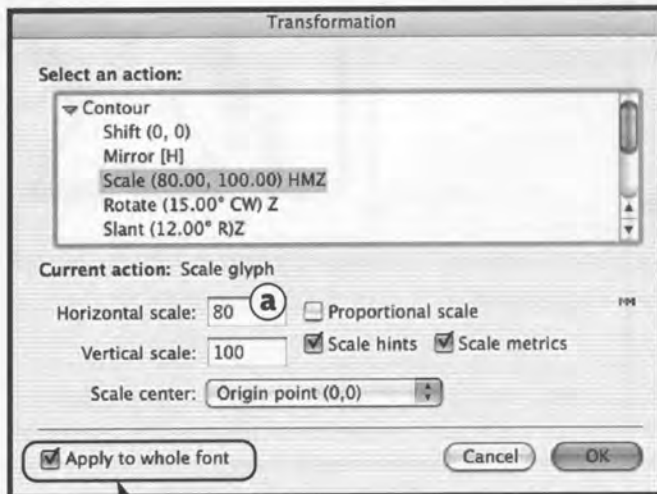 Transformation
Select an action:
Contour
Shift (0, 0)
Mirror [H]
Scale (80.00, 100.00) HMZ
Rotate (15.00° CW) Z
Slant (12.00° R)Z
Current action: Scale glyph
Horizontal scale: 80 a Proportional scale MM
Vertical scale: 100 Scale hints Scale metrics
Scale center: Origin point (0,0)
Apply to whole font Cancel OK